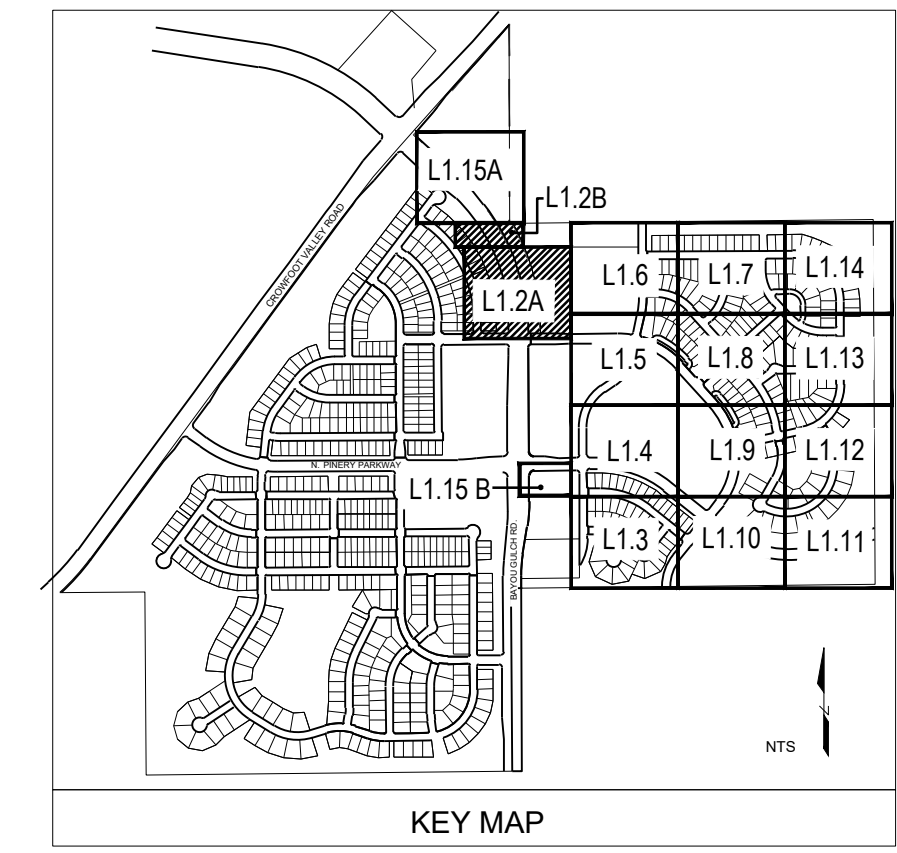 L1.15A
L1.2B
CROWFOOT VALLEY ROAD
L1.6
L1.7
L1.14
L1.2A
L1.5
L1.8
L1.13
L1.4
L1.9
L1.12
N. PINERY PARKWAY
L1.15 B
L1.3
L1.10
L1.11
BAYOU GULCH RD.
N
NTS
KEY MAP